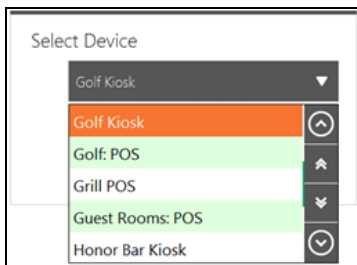 Select Device
Golf Kiosk
Golf Kiosk
Golf: POS
Grill POS
Guest Rooms: POS
Honor Bar Kiosk